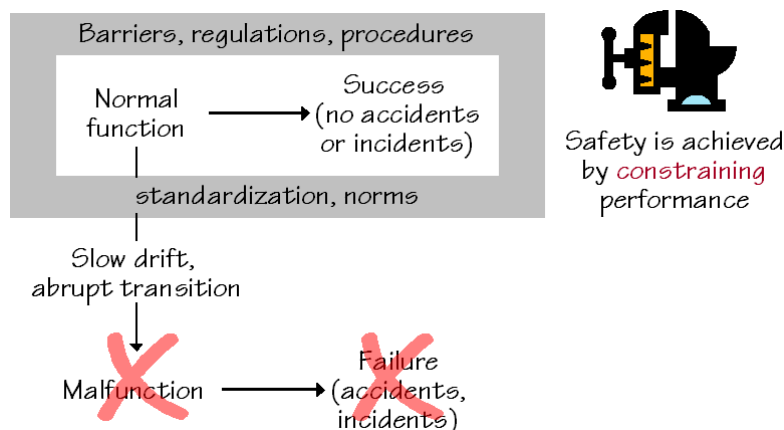 Barriers, regulations, procedures
Normal
function
Success
(no accidents
or incidents)
standardization, norms
Safety is achieved
by constraining
performance
Slow drift,
abrupt transition
Malfunction
Failure
(accidents,
incidents)